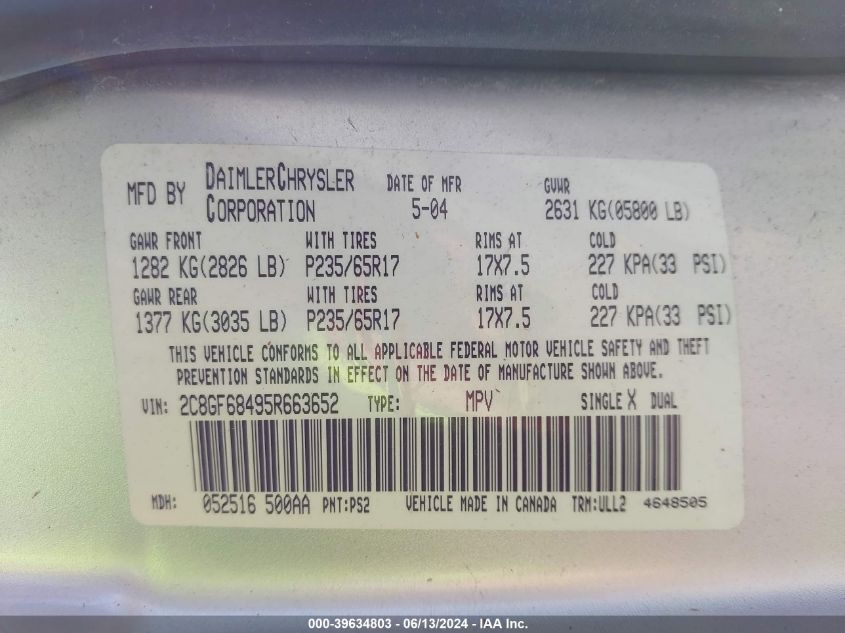 MFD BY DAIMLERCHRYSLER CORPORATION DATE OF MFR 5-04 GVWR 2631 KG(05800 LB)
GAWR FRONT WITH TIRES RIMS AT COLD
1282 KG(2826 LB) P235/65R17 17X7.5 227 KPA(33 PSI)
GAWR REAR WITH TIRES RIMS AT COLD
1377 KG(3035 LB) P235/65R17 17X7.5 227 KPA(33 PSI)
THIS VEHICLE CONFORMS TO ALL APPLICABLE FEDERAL MOTOR VEHICLE SAFETY AND THEFT
PREVENTION STANDARDS IN EFFECT ON THE DATE OF MANUFACTURE SHOWN ABOVE.
VIN: 2C8GF68495R663652 TYPE: MPV SINGLE X DUAL
MDH: 052516 500AA PNT:PS2 VEHICLE MADE IN CANADA TRM:ULL2 4648505
000-39634803 - 06/13/2024 - IAA Inc.